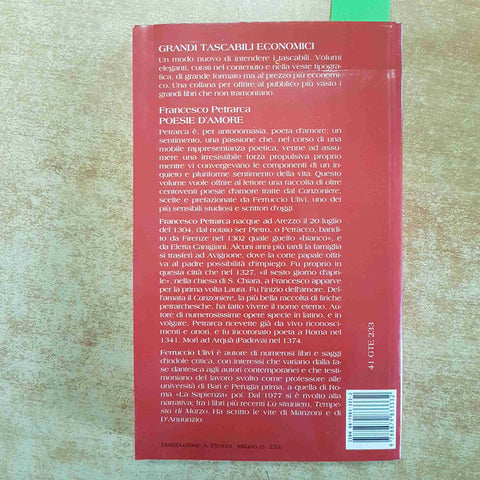 GRANDI TASCABILI ECONOMICI
Un modo nuovo di intendere i tascabili. Volumi
eleganti, curati nel contenuto e nella veste tipogra-
fica, di grande formato ma al prezzo più economi-
co. Una collana per offrire al pubblico più vasto i
grandi libri che non tramontano.
Francesco Petrarca
POESIE D'AMORE
Petrarca è, per antonomasia, poeta d'amore: un
sentimento, una passione che, nel corso di una
mobile rappresentanza poetica, venne ad assu-
mere una irresistibile forza propulsiva proprio
mentre vi convergevano le componenti di un in-
quieto e pluriforme sentimento della vita. Questo
volume vuole offrire al lettore una raccolta di oltre
centoventi poesie d'amore tratte dal Canzoniere,
scelte e prefazionate da Ferruccio Ulivi, uno dei
più sensibili studiosi e scrittori d'oggi.
Francesco Petrarca nacque ad Arezzo il 20 luglio
del 1304, dal notaio ser Pietro, o Petracco, bandi-
to da Firenze nel 1302 quale guelfo «bianco», e
da Eletta Canigiani. Alcuni anni più tardi la famiglia
si trasferì ad Avignone, dove la corte papale offri-
va al padre possibilità d'impiego. Fu proprio in
questa città che nel 1327, «il sesto giorno d'apri-
le», nella chiesa di S. Chiara, a Francesco apparve
per la prima volta Laura. Fu l'inizio dell'amore. Del-
l'amata il Canzoniere, la più bella raccolta di liriche
petrarchesche, ha fatto vivere il nome eterno. Autore
di numerosissime opere specie in latino, e in
volgare, Petrarca ricevette già da vivo riconosci-
menti e onori, e fu incoronato poeta a Roma nel
1341. Morì ad Arquà (Padova) nel 1374.
Ferruccio Ulivi è autore di numerosi libri e saggi
d'indole critica, con interessi che variano dalla fa-
se dantesca agli autori contemporanei e che testi-
moniano del lavoro svolto come professore alle
università di Bari e Perugia prima, a quella di Ro-
ma «La Sapienza» poi. Dal 1977 si è rivolto alla
narrativa; fra i libri più recenti La straniera, Tempe-
sta di Marzo. Ha scritto le vite di Manzoni e di
D'Annunzio.
Distribuzione A. Pieroni - Milano (t. 233)
41 GTE 233